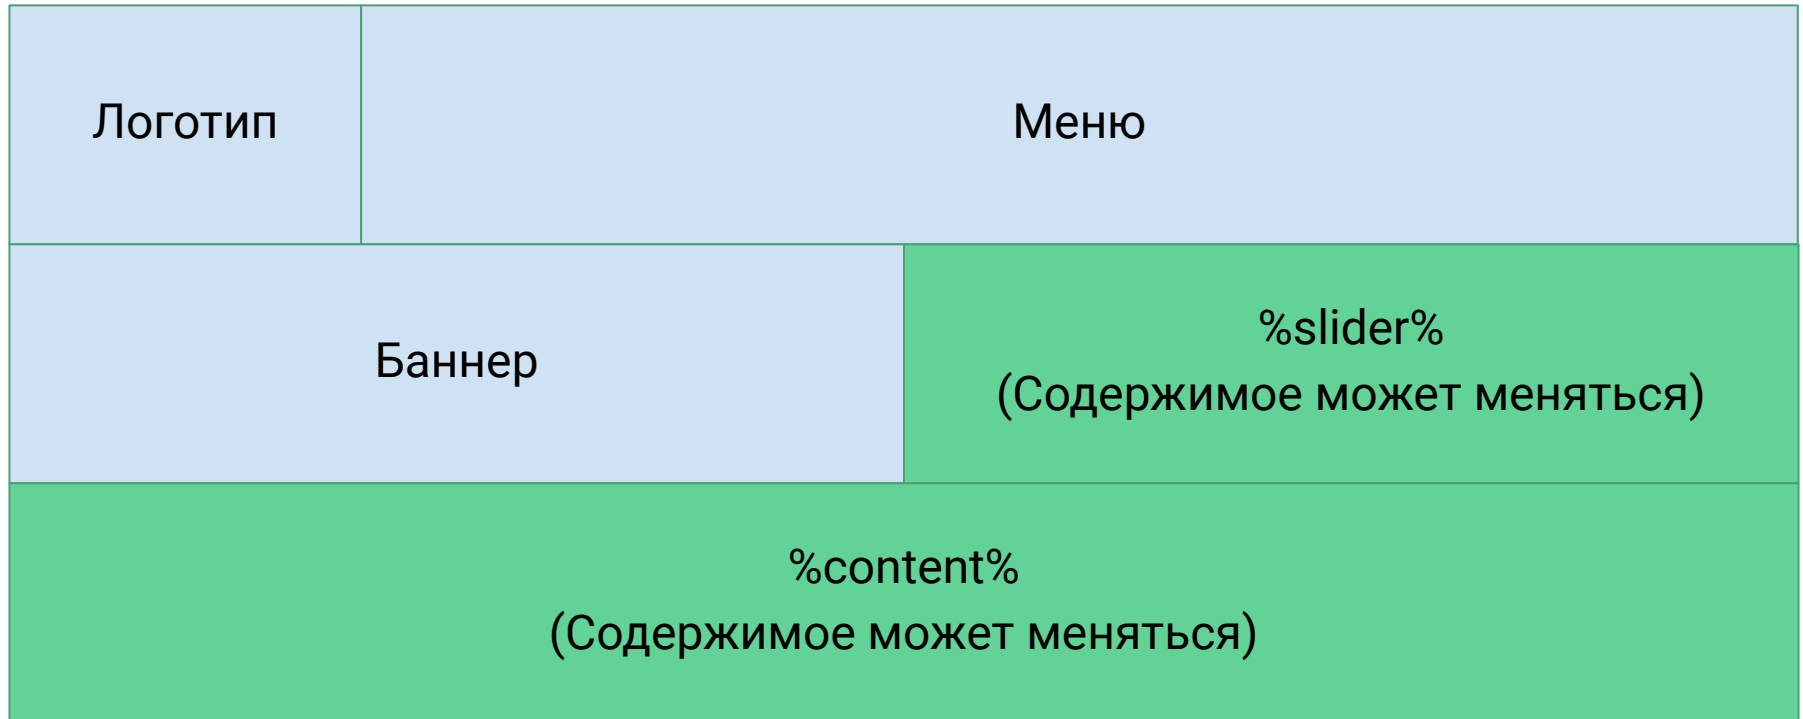 Логотип
Меню
Баннер
%slider%
(Содержимое может меняться)
%content%
(Содержимое может меняться)